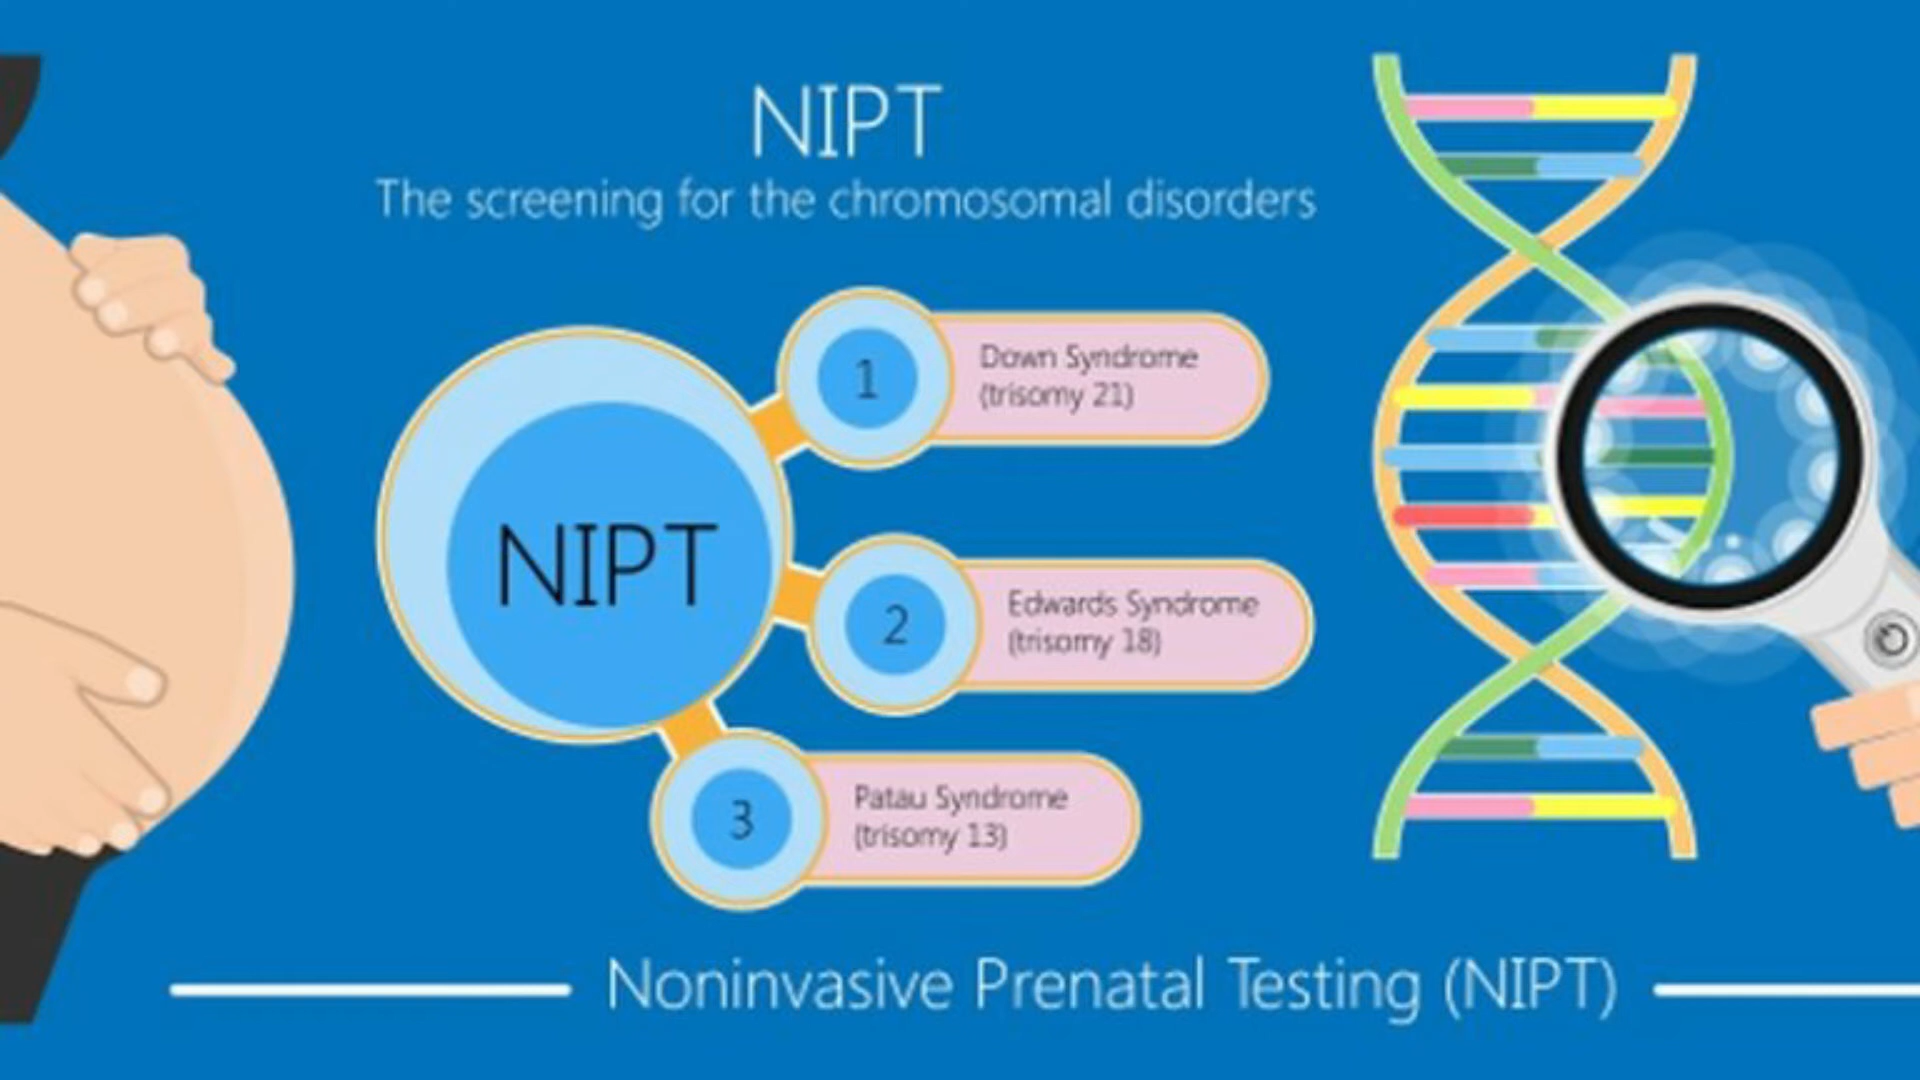 NIPT
The screening for the chromosomal disorders
NIPT
1
Down Syndrome
(trisomy 21)
2
Edwards Syndrome
(trisomy 18)
3
Patau Syndrome
(trisomy 13)
Noninvasive Prenatal Testing (NIPT)